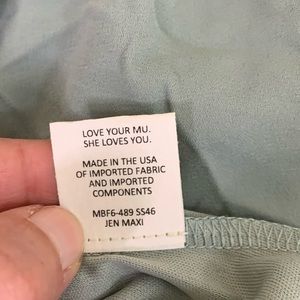 LOVE YOUR MU.
SHE LOVES YOU.
MADE IN THE USA
OF IMPORTED FABRIC
AND IMPORTED
COMPONENTS
MBF6-489 SS46
JEN MAXI